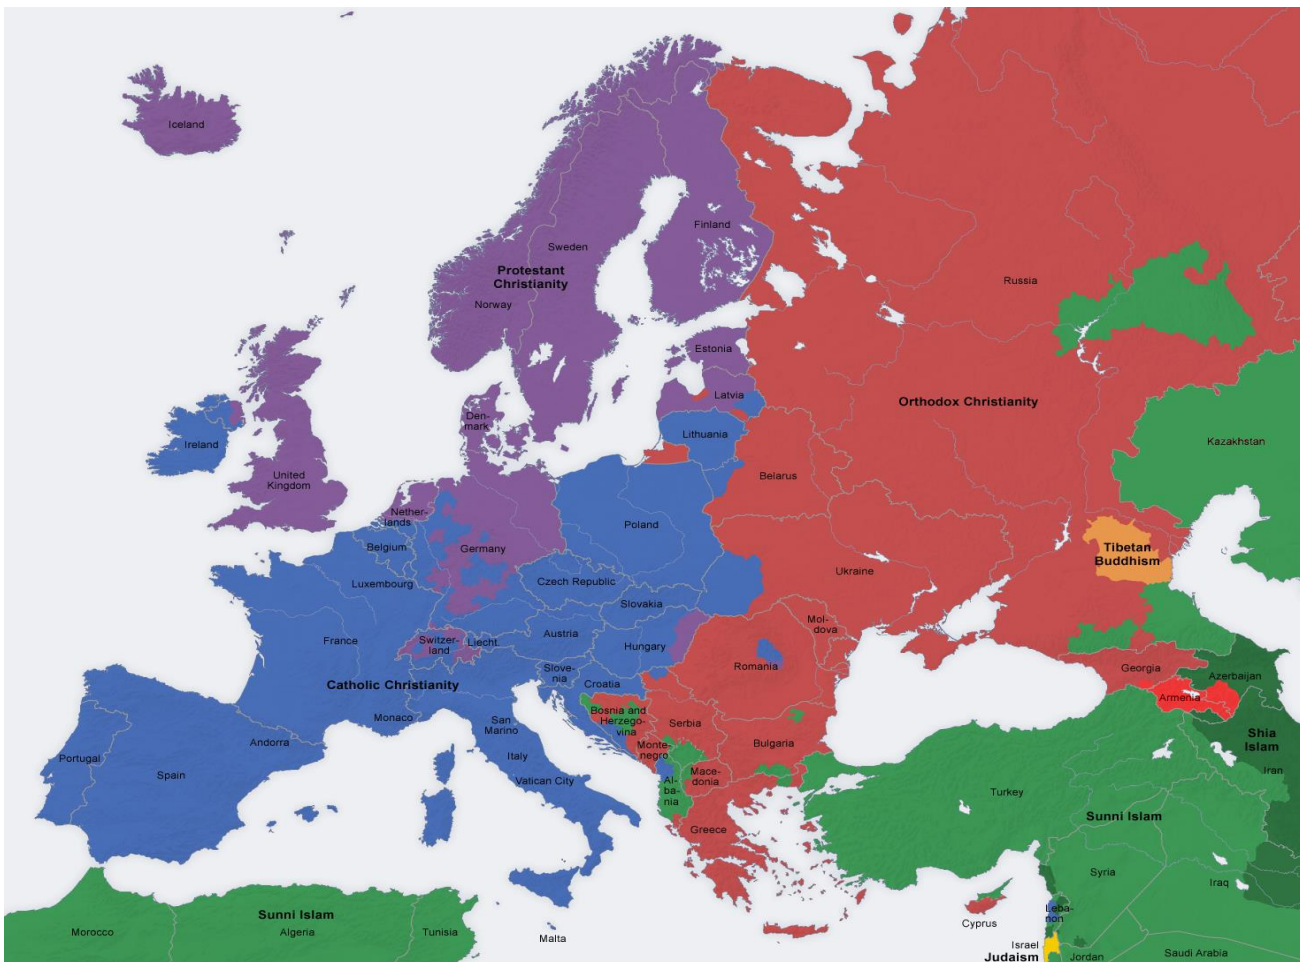 Iceland
Finland
Sweden
Protestant
Christianity
Norway
Russia
Estonia
Latvia
Den-
mark
Orthodox Christianity
Lithuania
Ireland
Kazakhstan
United
Kingdom
Belarus
Nether-
lands
Poland
Belgium
Germany
Tibetan
Buddhism
Ukraine
Luxembourg
Czech Republic
Slovakia
Mol-
dova
Austria
France
Switzer-
land
Liecht.
Hungary
Romania
Georgia
Slove-
nia
Azerbaijan
Catholic Christianity
Croatia
Armenia
Bosnia and
Herzego-
vina
Monaco
San
Marino
Serbia
Shia
Islam
Andorra
Bulgaria
Monte-
negro
Portugal
Italy
Iran
Spain
Vatican City
Al-
ba-
nia
Mace-
donia
Turkey
Sunni Islam
Greece
Syria
Iraq
Leba-
non
Sunni Islam
Cyprus
Morocco
Algeria
Tunisia
Malta
Israel
Judaism
Jordan
Saudi Arabia